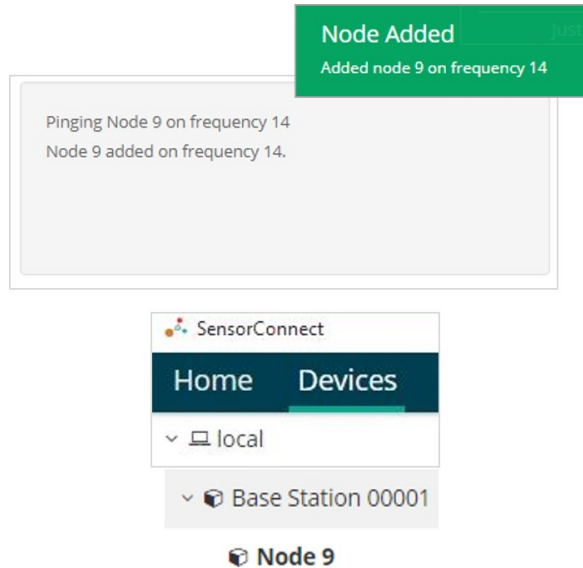 Node Added
Just
Added node 9 on frequency 14
Pinging Node 9 on frequency 14
Node 9 added on frequency 14.
SensorConnect
Home Devices
local
Base Station 00001
Node 9